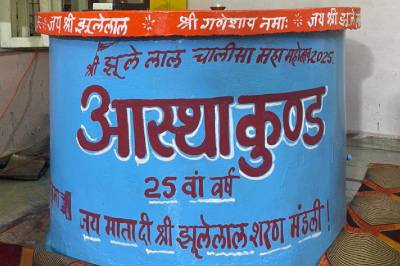 जय श्री झूलेलाल श्री गणेशाय नमः जय श्री झूलेलाल
श्री झूले लाल चालीसा महा महोत्सव 2025
आस्था कुण्ड
25 वां वर्ष
जय माता दी श्री झूलेलाल शरण मंडली!